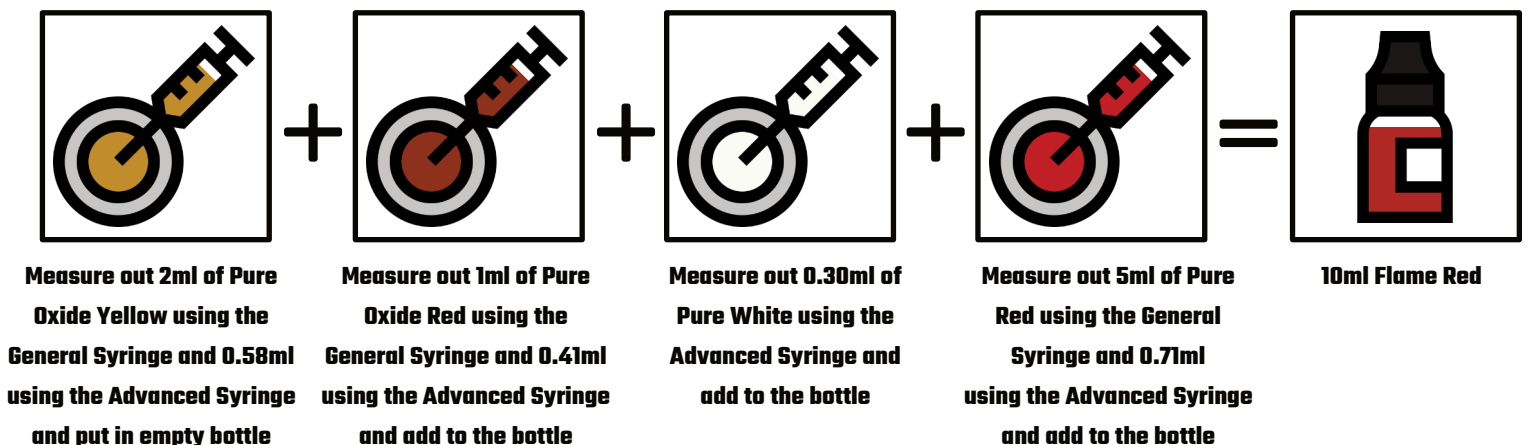 Measure out 2ml of Pure
Oxide Yellow using the
General Syringe and 0.58ml
using the Advanced Syringe
and put in empty bottle
Measure out 1ml of Pure
Oxide Red using the
General Syringe and 0.41ml
using the Advanced Syringe
and add to the bottle
Measure out 0.30ml of
Pure White using the
Advanced Syringe and
add to the bottle
Measure out 5ml of Pure
Red using the General
Syringe and 0.71ml
using the Advanced Syringe
and add to the bottle
10ml Flame Red